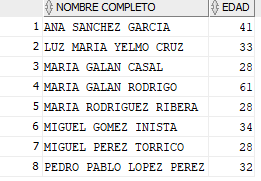 NOMBRE COMPLETO EDAD
1 ANA SANCHEZ GARCIA 41
2 LUZ MARIA YELMO CRUZ 33
3 MARIA GALAN CASAL 28
4 MARIA GALAN RODRIGO 61
5 MARIA RODRIGUEZ RIBERA 28
6 MIGUEL GOMEZ INISTA 34
7 MIGUEL PEREZ TORRICO 28
8 PEDRO PABLO LOPEZ PEREZ 32